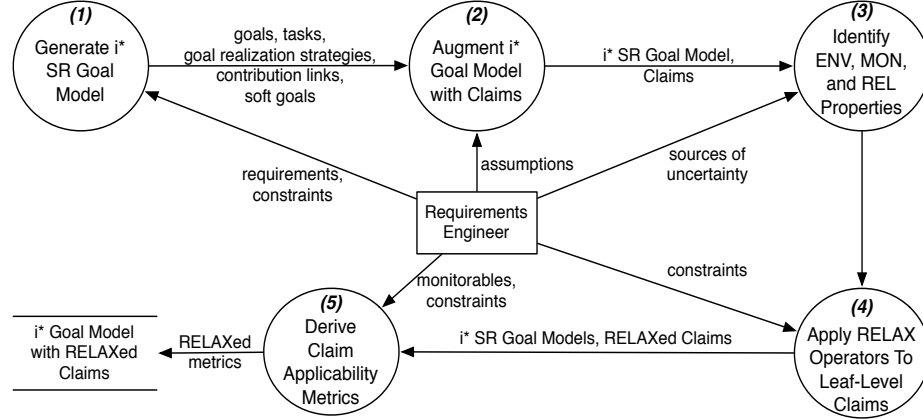 (1)
Generate i*
SR Goal
Model
goals, tasks,
goal realization strategies,
contribution links,
soft goals
(2)
Augment i*
Goal Model
with Claims
i* SR Goal Model,
Claims
(3)
Identify
ENV, MON,
and REL
Properties
requirements,
constraints
assumptions
sources of
uncertainty
Requirements
Engineer
monitorables,
constraints
constraints
(4)
Apply RELAX
Operators To
Leaf-Level
Claims
i* SR Goal Models, RELAXed Claims
(5)
Derive
Claim
Applicability
Metrics
RELAXed
metrics
i* Goal Model
with RELAXed
Claims